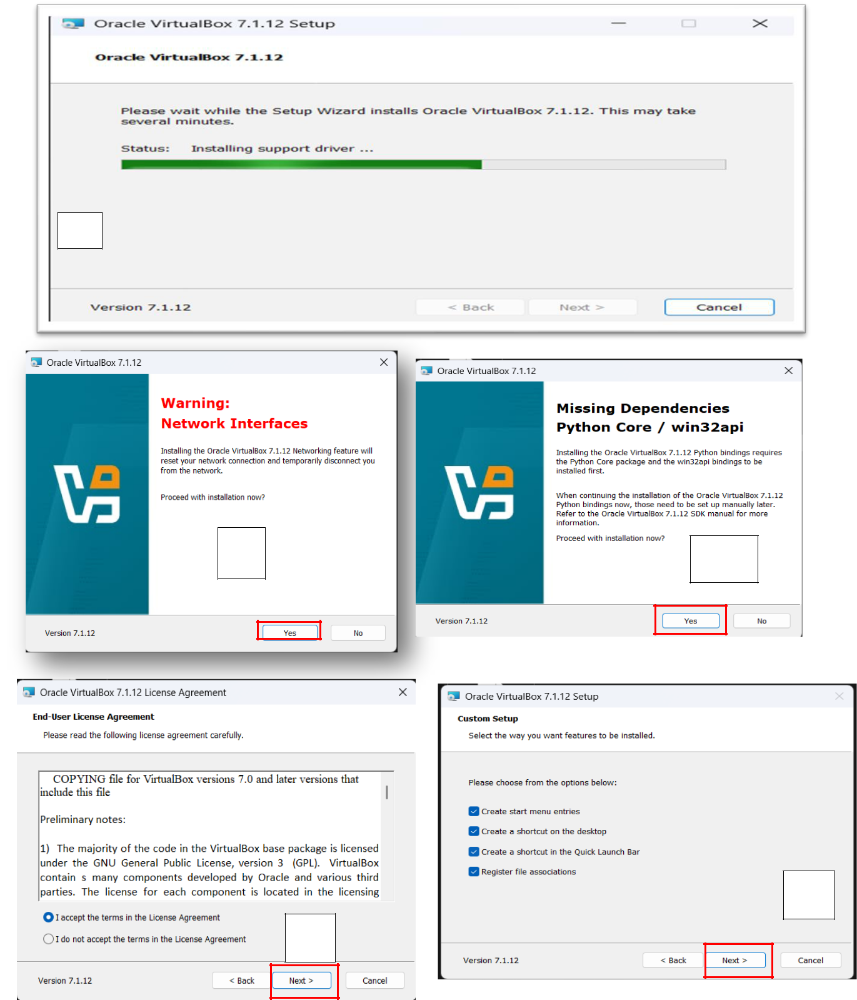 Oracle VirtualBox 7.1.12 Setup
Oracle VirtualBox 7.1.12
Please wait while the Setup Wizard installs Oracle VirtualBox 7.1.12. This may take
several minutes.
Status: Installing support driver ...
Version 7.1.12
< Back
Next >
Cancel
Oracle VirtualBox 7.1.12
Warning:
Network Interfaces
Installing the Oracle VirtualBox 7.1.12 Networking feature will
reset your network connection and temporarily disconnect you
from the network.
Proceed with installation now?
Version 7.1.12
Yes
No
Oracle VirtualBox 7.1.12
Missing Dependencies
Python Core / win32api
Installing the Oracle VirtualBox 7.1.12 Python bindings requires
the Python Core package and the win32api bindings to be
installed first.
When continuing the installation of the Oracle VirtualBox 7.1.12
Python bindings now, those need to be set up manually later.
Refer to the Oracle VirtualBox 7.1.12 SDK manual for more
information.
Proceed with installation now?
Version 7.1.12
Yes
No
Oracle VirtualBox 7.1.12 License Agreement
End-User License Agreement
Please read the following license agreement carefully.
COPYING file for VirtualBox versions 7.0 and later versions that
include this file
Preliminary notes:
1) The majority of the code in the VirtualBox base package is licensed
under the GNU General Public License, version 3 (GPL). VirtualBox
contain s many components developed by Oracle and various third
parties. The license for each component is located in the licensing
I accept the terms in the License Agreement
I do not accept the terms in the License Agreement
Version 7.1.12
< Back
Next >
Cancel
Oracle VirtualBox 7.1.12 Setup
Custom Setup
Select the way you want features to be installed.
Please choose from the options below:
Create start menu entries
Create a shortcut on the desktop
Create a shortcut in the Quick Launch Bar
Register file associations
Version 7.1.12
< Back
Next >
Cancel